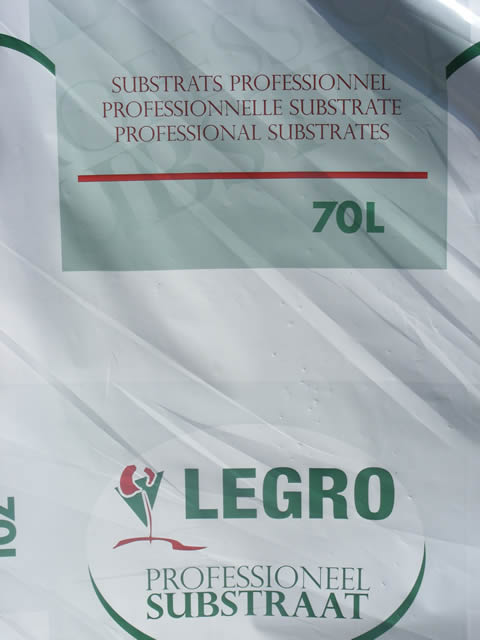 SUBSTRATS PROFESSIONNEL
PROFESSIONNELLE SUBSTRATE
PROFESSIONAL SUBSTRATES
70L
LEGRO
PROFESSIONEEL
SUBSTRAAT